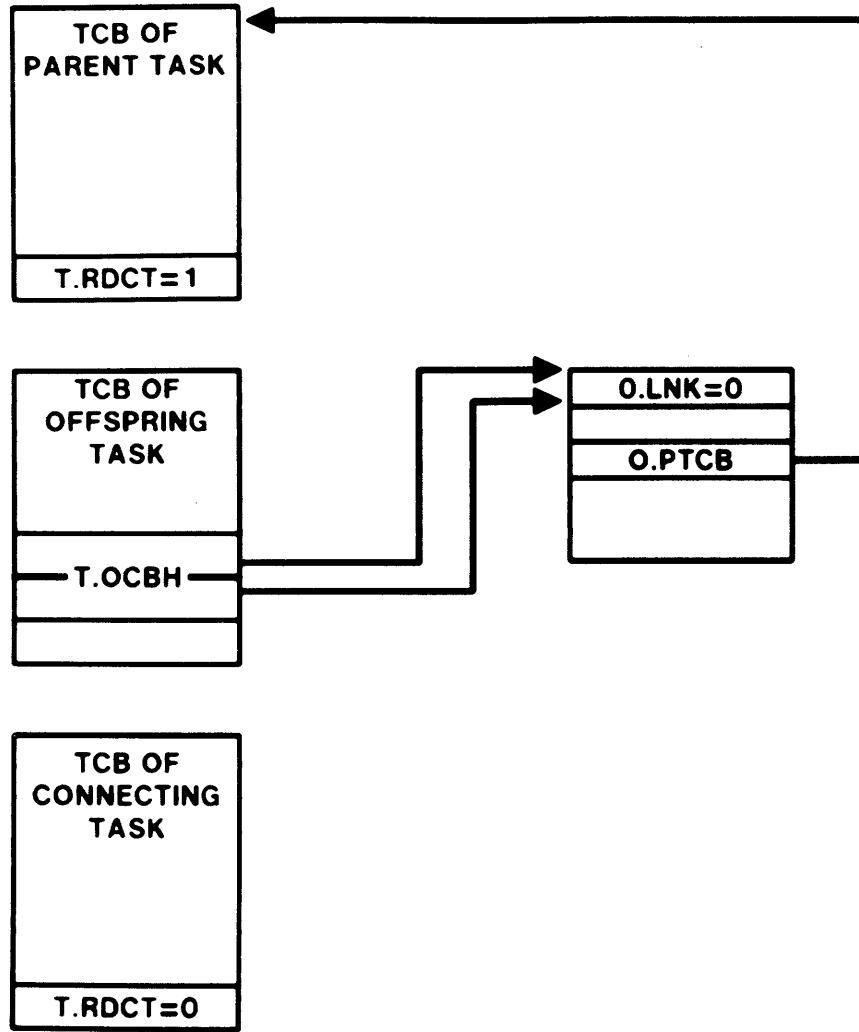 TCB OF
PARENT TASK
T.RDCT=1
TCB OF
OFFSPRING
TASK
T.OCBH
O.LNK=0
O.PTCB
TCB OF
CONNECTING
TASK
T.RDCT=0